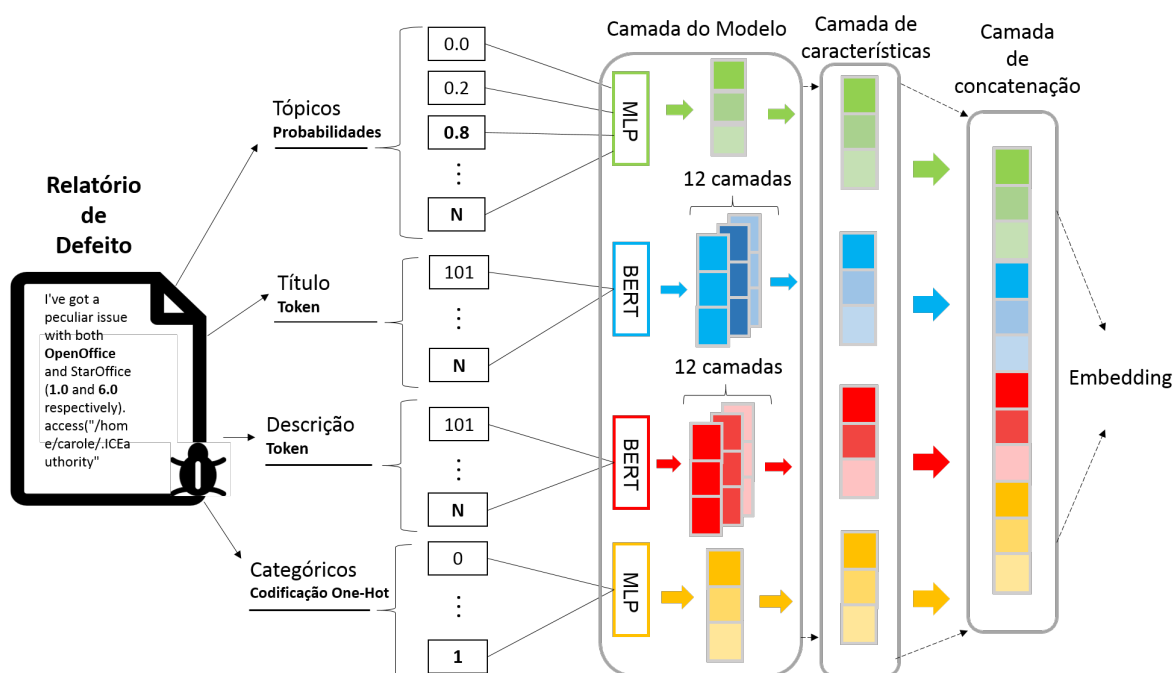 Relatório
de
Defeito
I've got a
peculiar issue
with both
OpenOffice
and StarOffice
(1.0 and 6.0
respectively).
access("/hom
e/carole/.ICEa
uthority"
Tópicos
Probabilidades
0.0
0.2
0.8
⋮
N
Título
Token
101
⋮
N
Descrição
Token
101
⋮
N
Categóricos
Codificação One-Hot
0
⋮
1
Camada do Modelo
MLP
12 camadas
BERT
12 camadas
BERT
MLP
Camada de
características
Camada
de
concatenação
Embedding